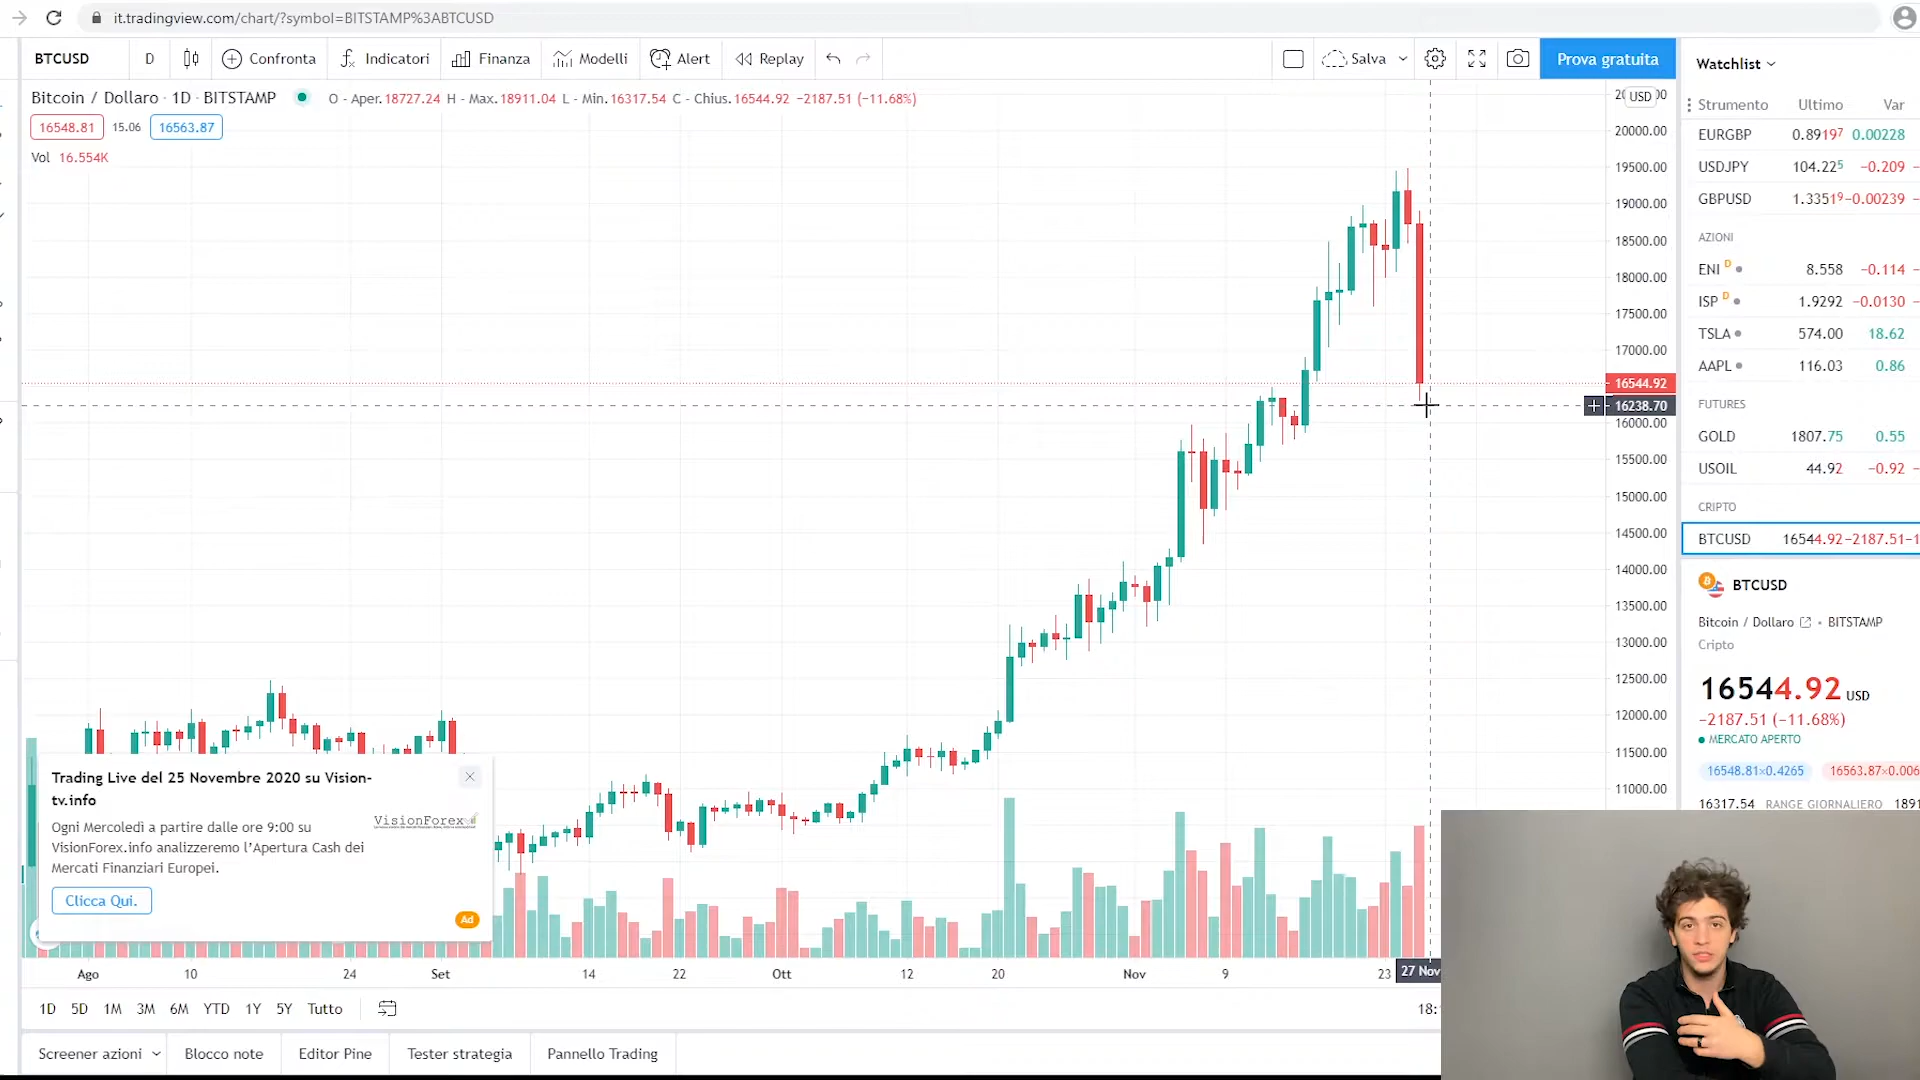 it.tradingview.com/chart/?symbol=BITSTAMP%3ABTCUSD
BTCUSD D Confronta Indicatori Finanza Modelli Alert Replay Salva Prova gratuita
Bitcoin / Dollaro · 1D · BITSTAMP O - Aper.18727.24 H - Max.18911.04 L - Min.16317.54 C - Chius.16544.92 −2187.51 (−11.68%)
16548.81 15.06 16563.87
Vol 16.554K
USD
20000.00
19500.00
19000.00
18500.00
18000.00
17500.00
17000.00
16544.92
16238.70
16000.00
15500.00
15000.00
14500.00
14000.00
13500.00
13000.00
12500.00
12000.00
11500.00
11000.00
Trading Live del 25 Novembre 2020 su Vision-
tv.info
Ogni Mercoledì a partire dalle ore 9:00 su
VisionForex.info analizzeremo l'Apertura Cash dei
Mercati Finanziari Europei.
VisionForex
Clicca Qui.
Ad
Ago 10 24 Set 14 22 Ott 12 20 Nov 9 23 27 Nov
1D 5D 1M 3M 6M YTD 1Y 5Y Tutto
18:
Screener azioni Blocco note Editor Pine Tester strategia Pannello Trading
Watchlist
Strumento Ultimo Var
EURGBP 0.89197 0.00228
USDJPY 104.225 −0.209
GBPUSD 1.33519 −0.00239
AZIONI
ENI D 8.558 −0.114
ISP D 1.9292 −0.0130
TSLA 574.00 18.62
AAPL 116.03 0.86
FUTURES
GOLD 1807.75 0.55
USOIL 44.92 −0.92
CRIPTO
BTCUSD 16544.92 −2187.51 −1
BTCUSD
Bitcoin / Dollaro • BITSTAMP
Cripto
16544.92 USD
−2187.51 (−11.68%)
MERCATO APERTO
16548.81×0.4265 16563.87×0.006
16317.54 RANGE GIORNALIERO 1891